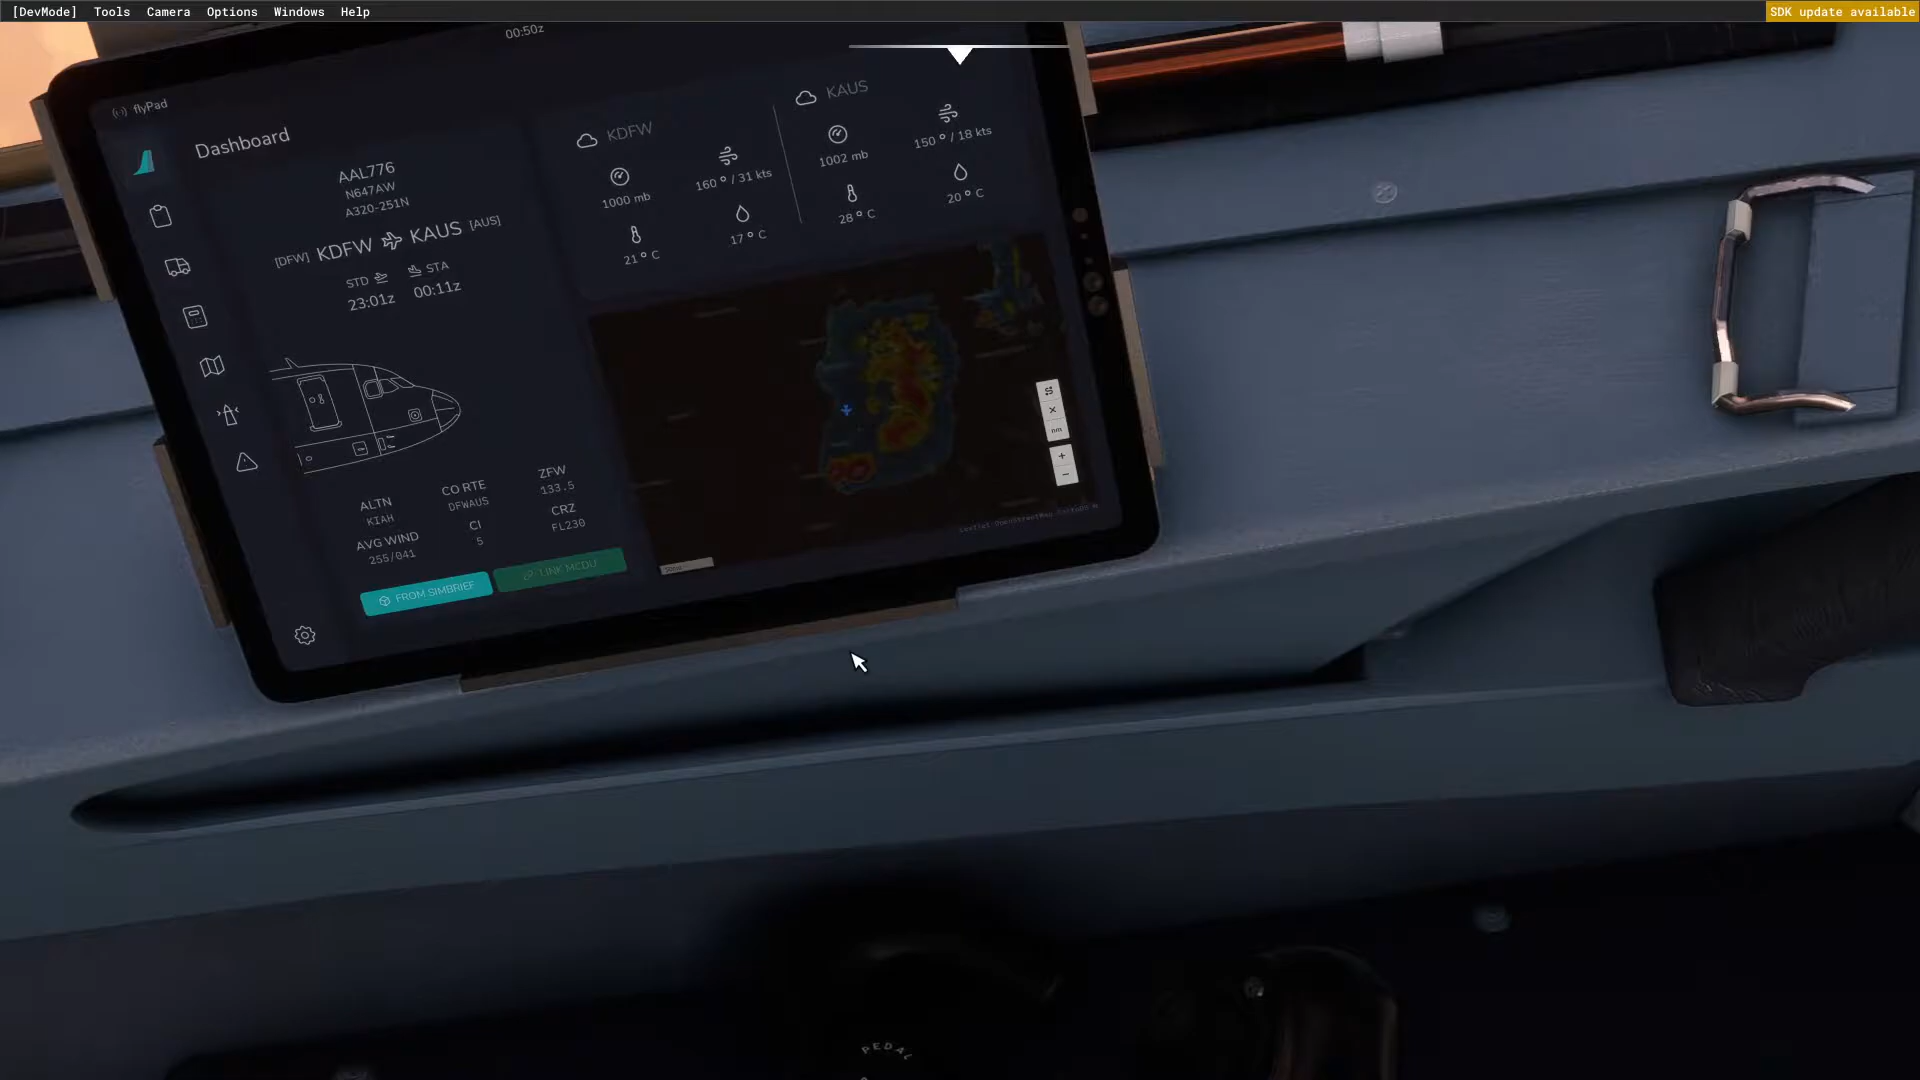 [DevMode] Tools Camera Options Windows Help
SDK update available
00:50z
flyPad
Dashboard
AAL776
N647AW
A320-251N
[DFW] KDFW KAUS [AUS]
STD STA
23:01z 00:11z
ALTN CO RTE ZFW
KIAH DFWAUS 133.5
AVG WIND CI CRZ
255/041 5 FL230
FROM SIMBRIEF
LINK MCDU
KDFW
1000 mb
160 ° / 31 kts
21 ° C
17 ° C
KAUS
1002 mb
150 ° / 18 kts
28 ° C
20 ° C
nm
+
−
PEDAL